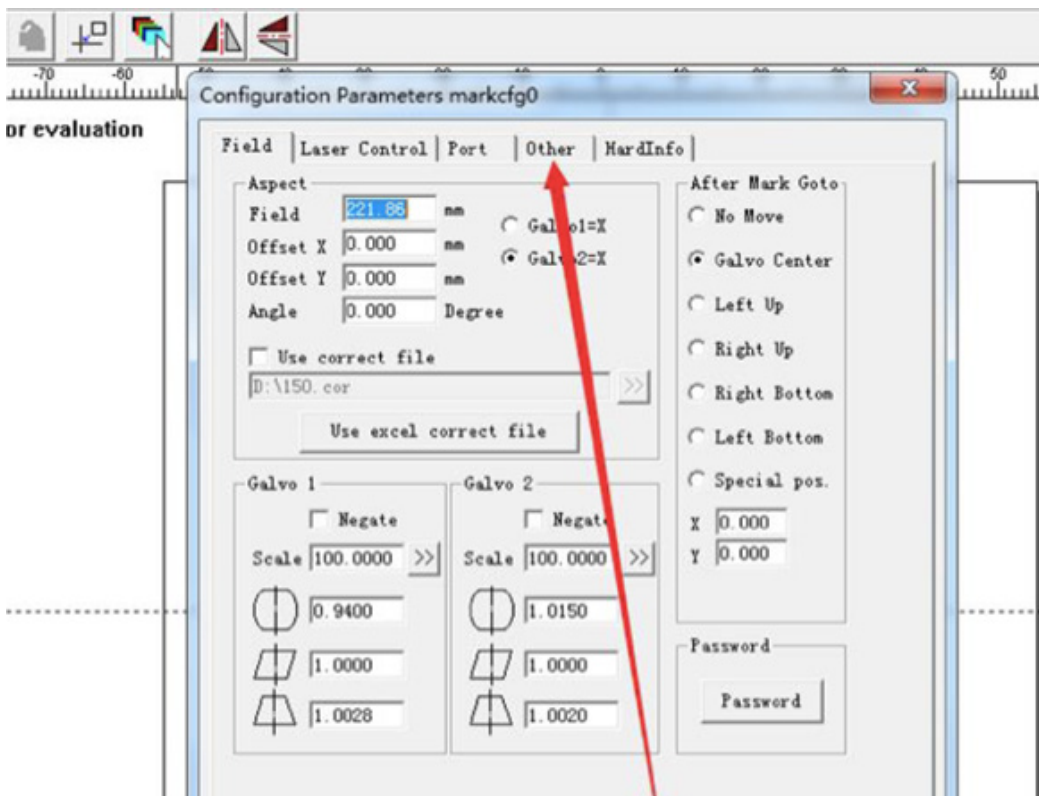 -70 -60 50
Configuration Parameters markcfg0
or evaluation
Field Laser Control Port Other HardInfo
Aspect
Field 221.86 mm
Offset X 0.000 mm
Offset Y 0.000 mm
Angle 0.000 Degree
Galvo1=X
Galvo2=X
Use correct file
D:\150.cor >>
Use excel correct file
Galvo 1
Negate
Scale 100.0000 >>
0.9400
1.0000
1.0028
Galvo 2
Negate
Scale 100.0000 >>
1.0150
1.0000
1.0020
After Mark Goto
No Move
Galvo Center
Left Up
Right Up
Right Bottom
Left Bottom
Special pos.
X 0.000
Y 0.000
Password
Password